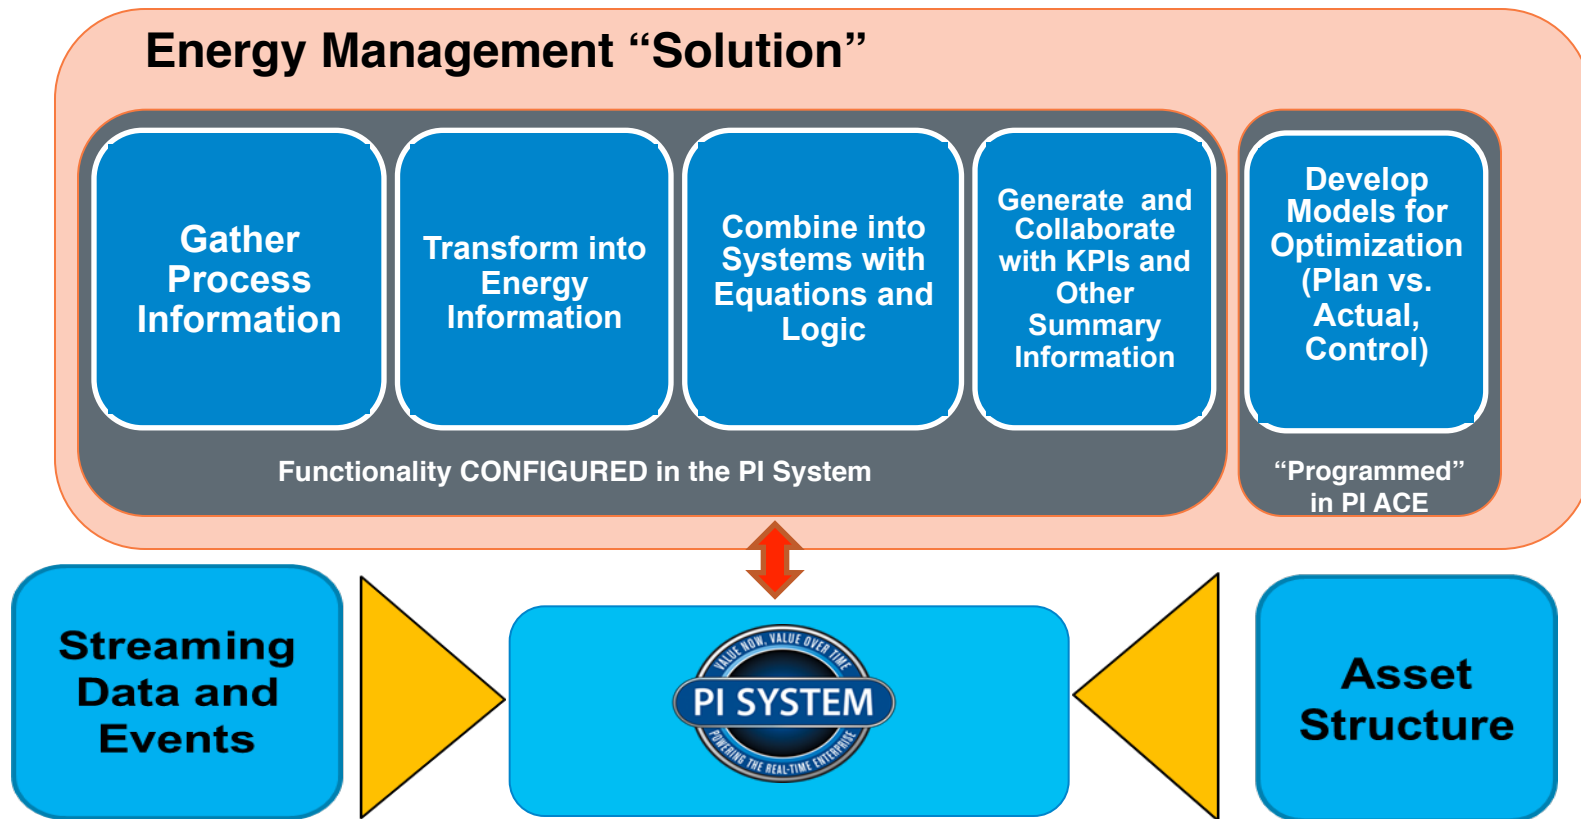 Energy Management “Solution”
Gather
Process
Information
Transform into
Energy
Information
Combine into
Systems with
Equations and
Logic
Generate and
Collaborate
with KPIs and
Other
Summary
Information
Develop
Models for
Optimization
(Plan vs.
Actual,
Control)
Functionality CONFIGURED in the PI System
“Programmed”
in PI ACE
Streaming
Data and
Events
VALUE NOW, VALUE OVER TIME
PI SYSTEM
POWERING THE REAL-TIME ENTERPRISE
Asset
Structure